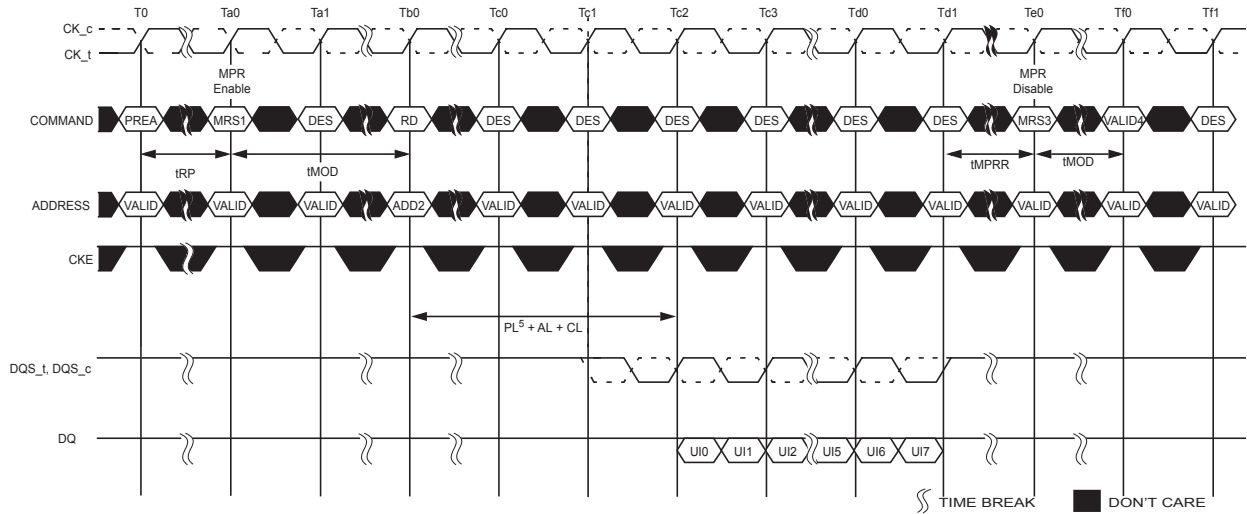 T0 Ta0 Ta1 Tb0 Tc0 Tc1 Tc2 Tc3 Td0 Td1 Te0 Tf0 Tf1
CK_c
CK_t
MPR Enable
MPR Disable
COMMAND PREA MRS1 DES RD DES DES DES DES DES DES MRS3 VALID4 DES
tRP tMOD tMPRR tMOD
ADDRESS VALID VALID VALID ADD2 VALID VALID VALID VALID VALID VALID VALID VALID VALID
CKE
PL5 + AL + CL
DQS_t, DQS_c
DQ UI0 UI1 UI2 UI5 UI6 UI7
TIME BREAK DON'T CARE